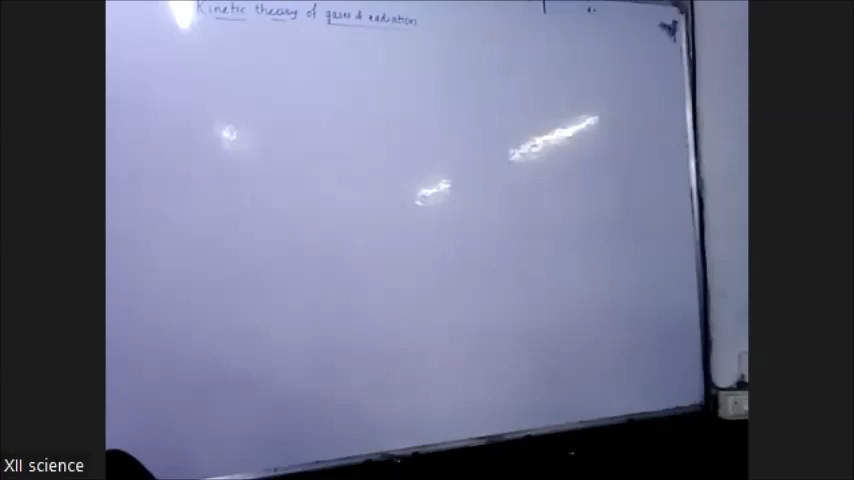 Kinetic theory of gases & radiation
XII science